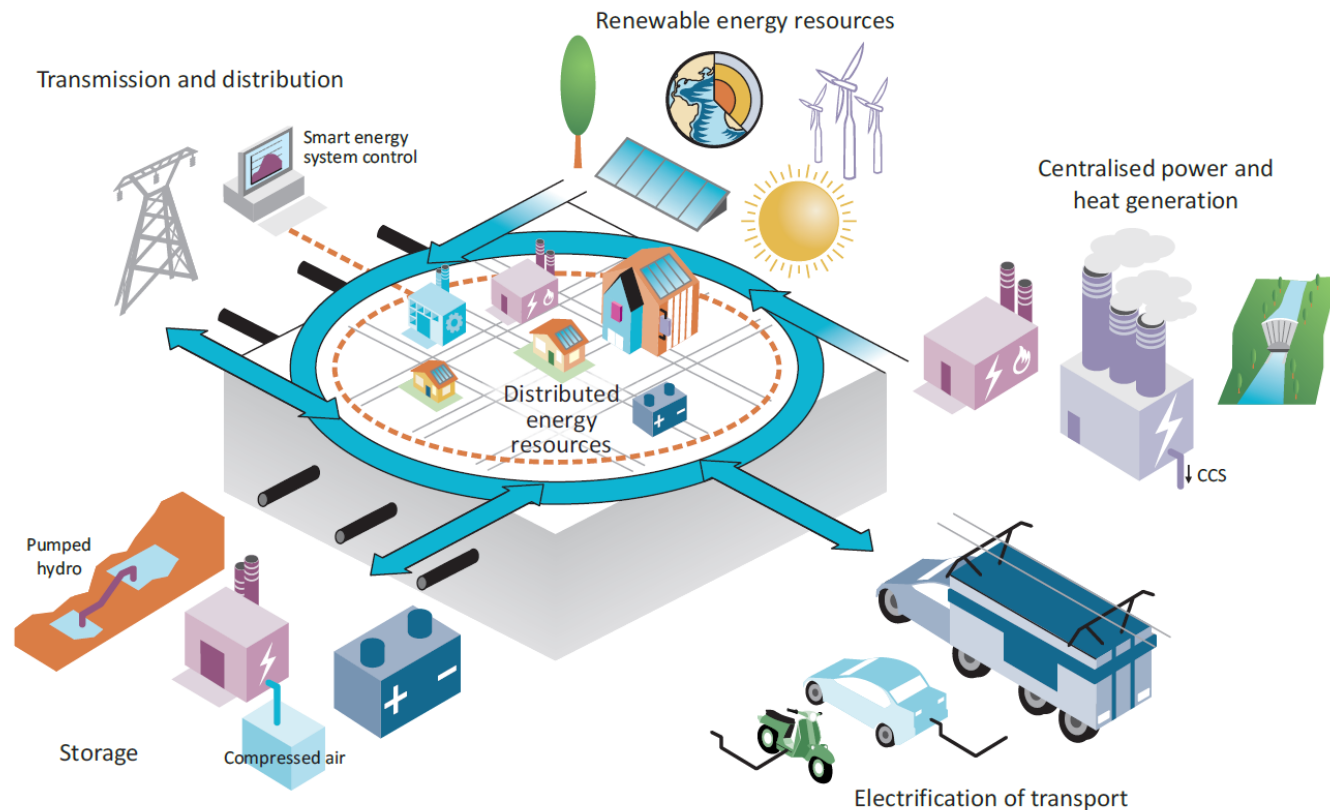 Renewable energy resources
Transmission and distribution
Smart energy
system control
Centralised power and
heat generation
Distributed
energy
resources
CCS
Pumped
hydro
Storage
Compressed air
Electrification of transport